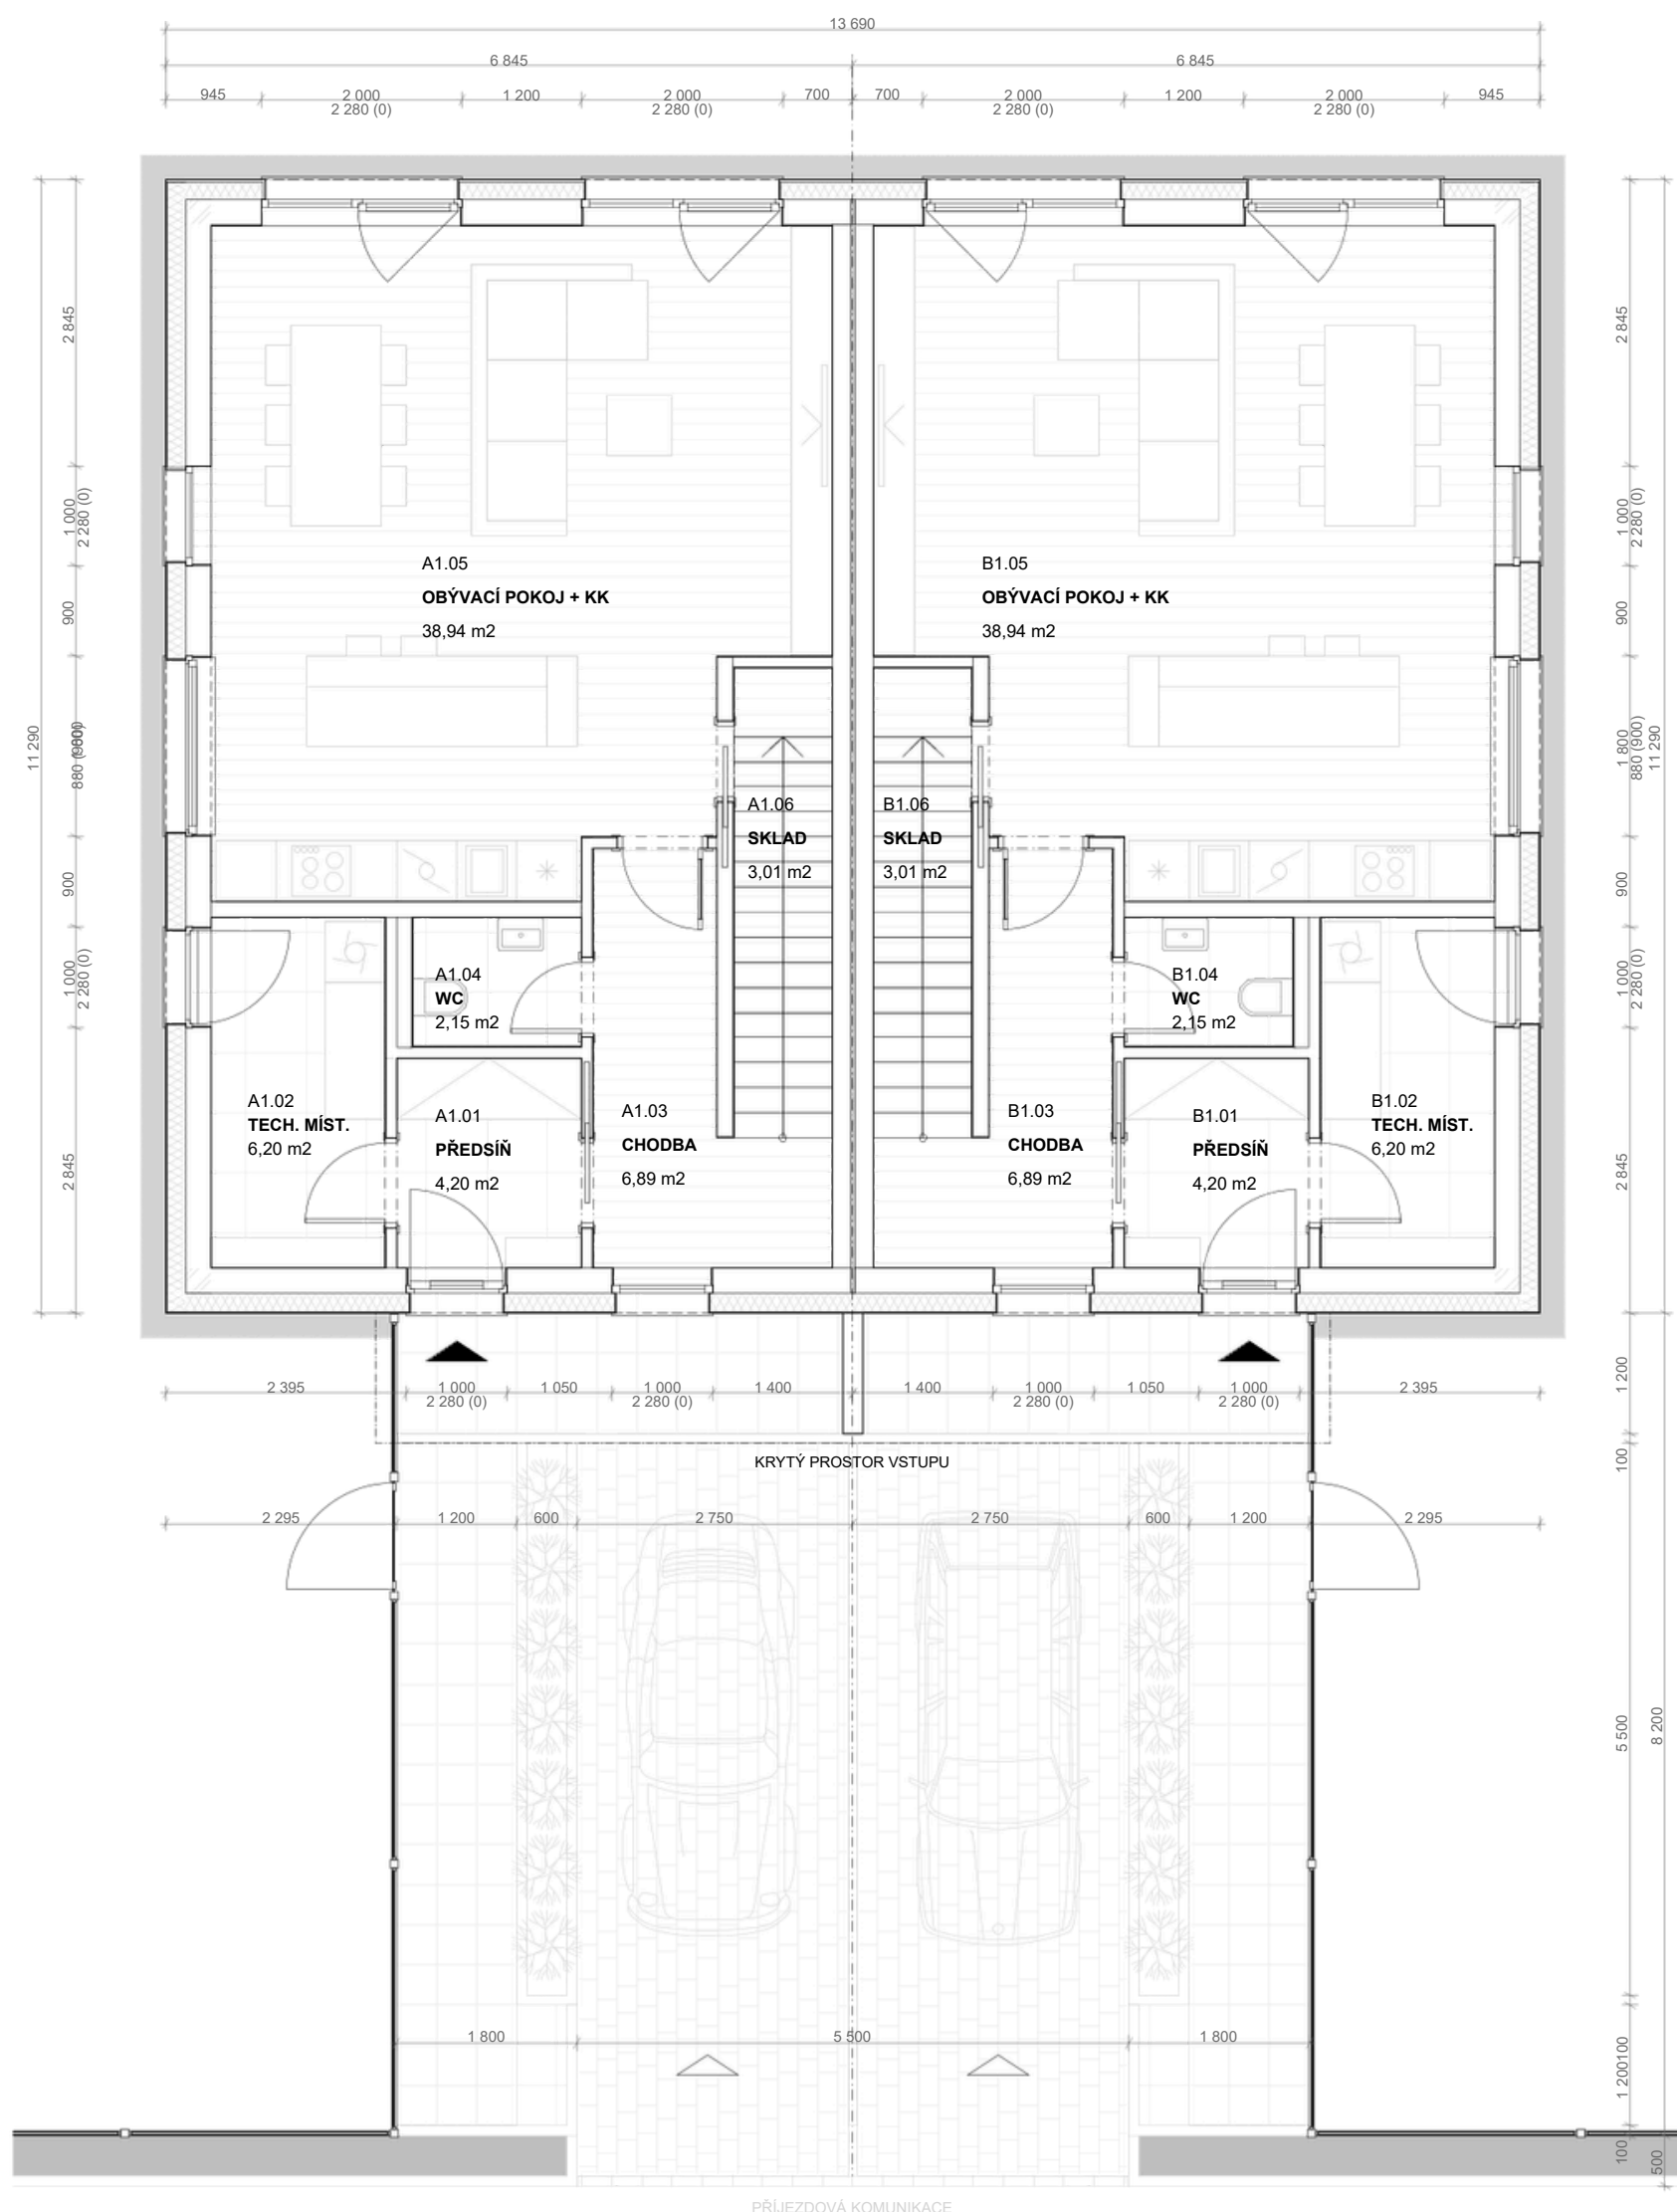 13 690
6 845 6 845
945 2 000 1 200 2 000 700 700 2 000 1 200 2 000 945
2 280 (0) 2 280 (0) 2 280 (0) 2 280 (0)
2 845
1 000
2 280 (0)
900
900
1 000
2 280 (0)
2 845
11 290
2 845
1 000
2 280 (0)
900
1 800
880 (900)
900
1 000
2 280 (0)
2 845
11 290
A1.05
OBÝVACÍ POKOJ + KK
38,94 m2
B1.05
OBÝVACÍ POKOJ + KK
38,94 m2
A1.06
SKLAD
3,01 m2
B1.06
SKLAD
3,01 m2
A1.04
WC
2,15 m2
B1.04
WC
2,15 m2
A1.02
TECH. MÍST.
6,20 m2
A1.01
PŘEDSÍŇ
4,20 m2
A1.03
CHODBA
6,89 m2
B1.03
CHODBA
6,89 m2
B1.01
PŘEDSÍŇ
4,20 m2
B1.02
TECH. MÍST.
6,20 m2
2 395 1 000 1 050 1 000 1 400 1 400 1 000 1 050 1 000 2 395
2 280 (0) 2 280 (0) 2 280 (0) 2 280 (0)
KRYTÝ PROSTOR VSTUPU
2 295 1 200 600 2 750 2 750 600 1 200 2 295
1 200
100
5 500
8 200
1 800 5 500 1 800
1 200100
100
500
PŘÍJEZDOVÁ KOMUNIKACE